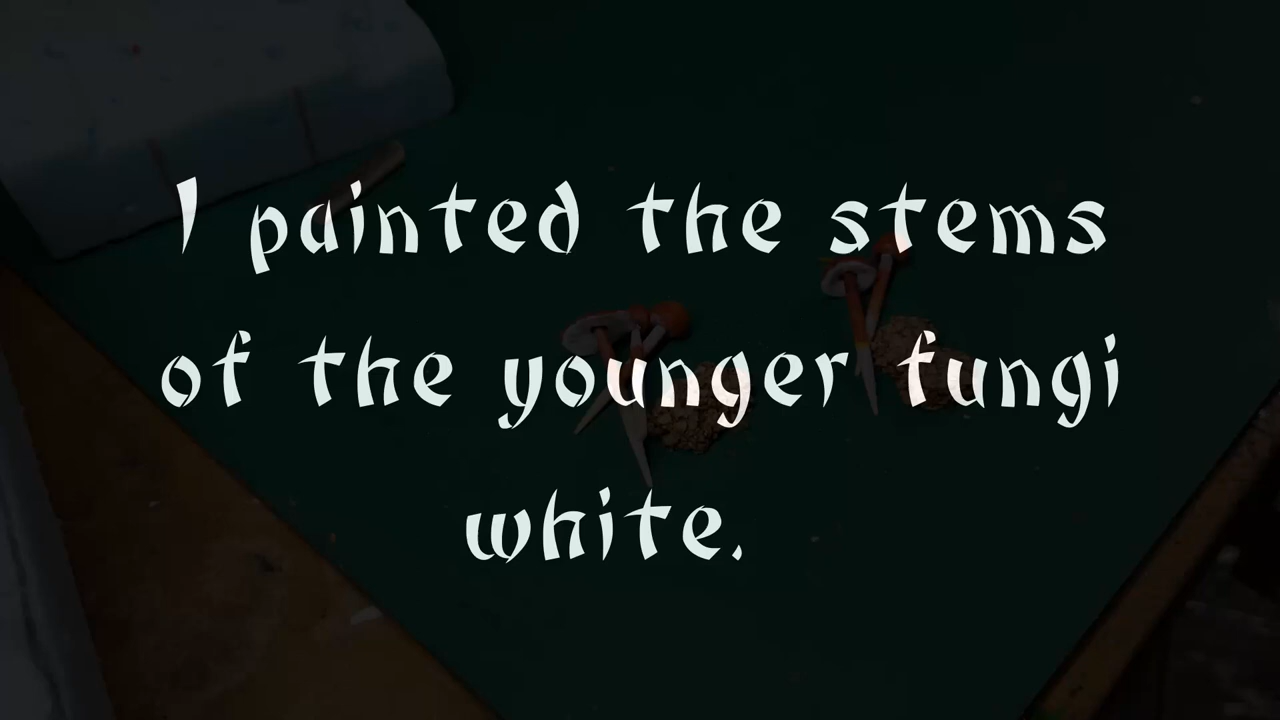 I painted the stems
of the younger fungi
white.